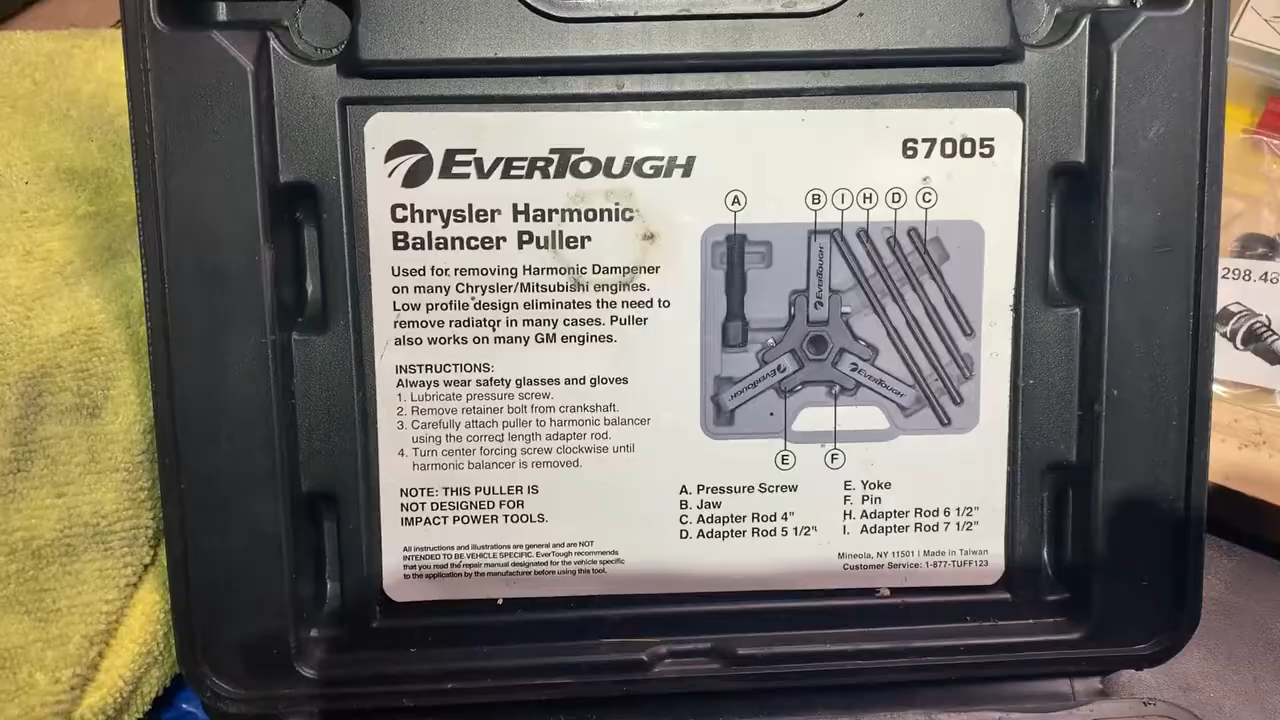 EVERTOUGH
67005
Chrysler Harmonic
Balancer Puller
Used for removing Harmonic Dampener
on many Chrysler/Mitsubishi engines.
Low profile design eliminates the need to
remove radiator in many cases. Puller
also works on many GM engines.
INSTRUCTIONS:
Always wear safety glasses and gloves
1. Lubricate pressure screw.
2. Remove retainer bolt from crankshaft.
3. Carefully attach puller to harmonic balancer
using the correct length adapter rod.
4. Turn center forcing screw clockwise until
harmonic balancer is removed.
NOTE: THIS PULLER IS
NOT DESIGNED FOR
IMPACT POWER TOOLS.
All instructions and illustrations are general and are NOT
INTENDED TO BE VEHICLE SPECIFIC. EverTough recommends
that you read the repair manual designated for the vehicle specific
to the application by the manufacturer before using this tool.
A B I H D C
EVERTOUGH
EVERTOUGH
EVERTOUGH
E F
A. Pressure Screw
B. Jaw
C. Adapter Rod 4"
D. Adapter Rod 5 1/2"
E. Yoke
F. Pin
H. Adapter Rod 6 1/2"
I. Adapter Rod 7 1/2"
Mineola, NY 11501 | Made in Taiwan
Customer Service: 1-877-TUFF123
298.48